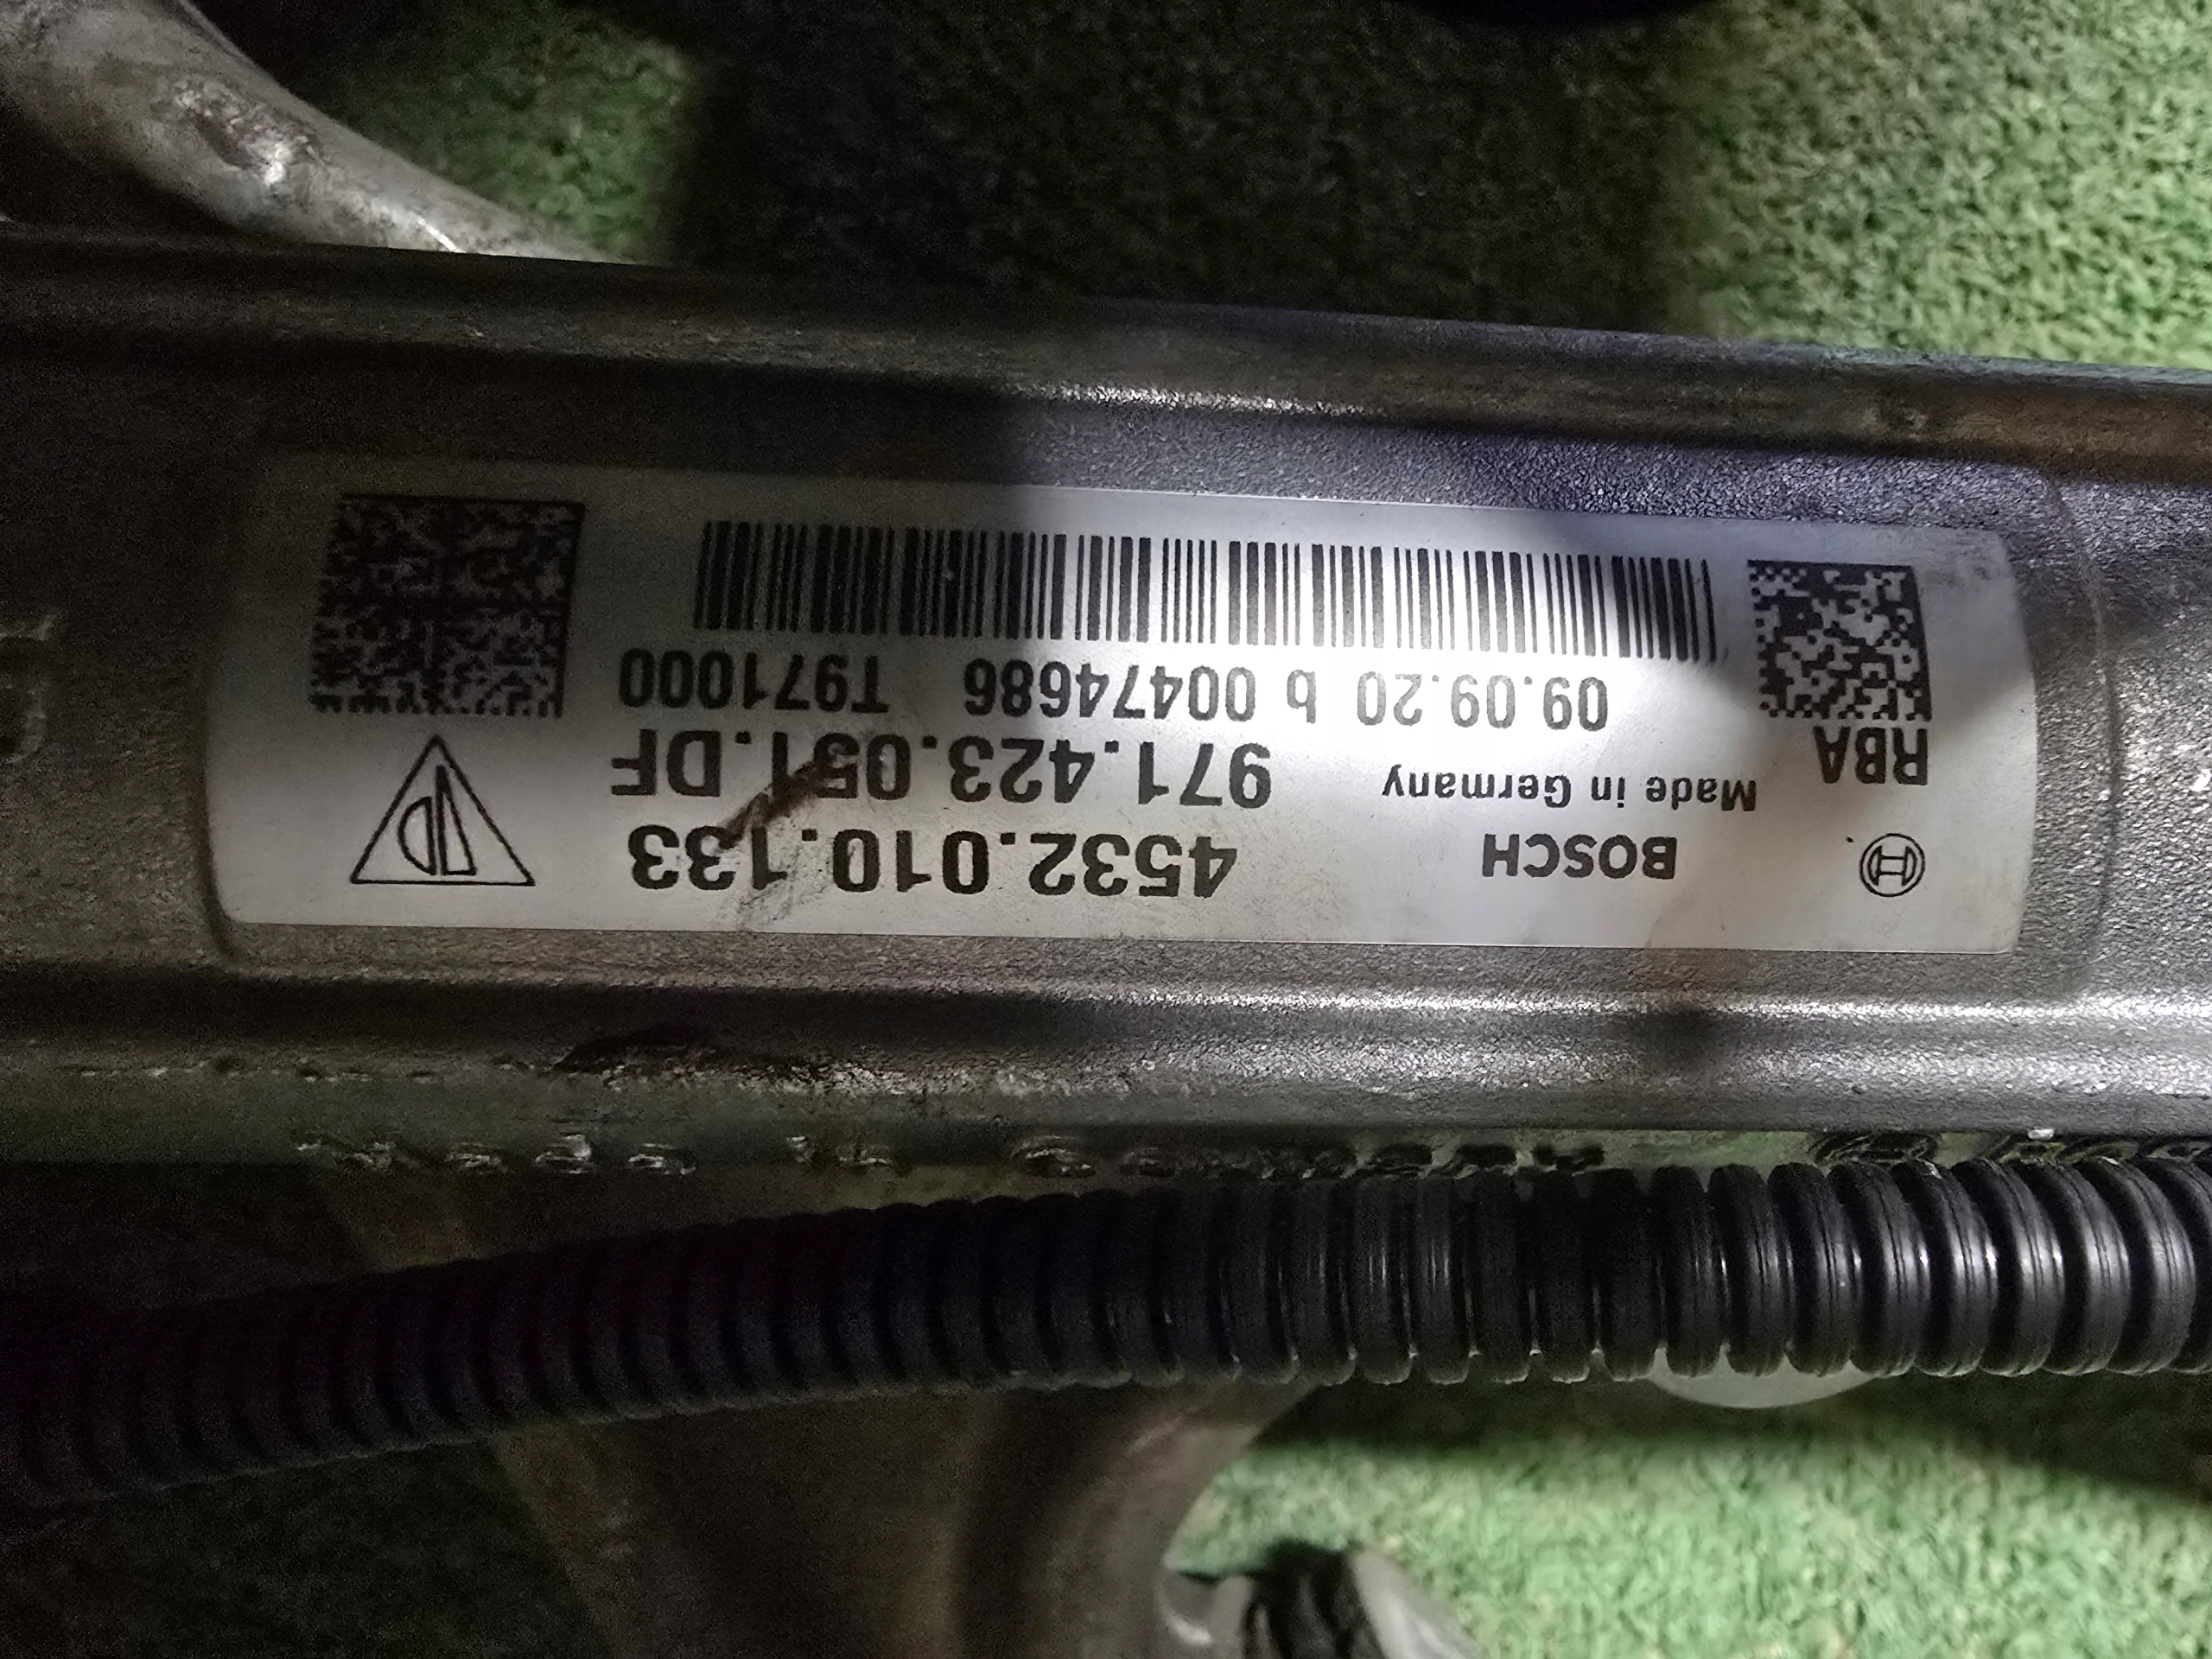 BOSCH
Made in Germany
RBA
4532.010.133
971.423.051.DF
09.09.20 b 00474686 T971000